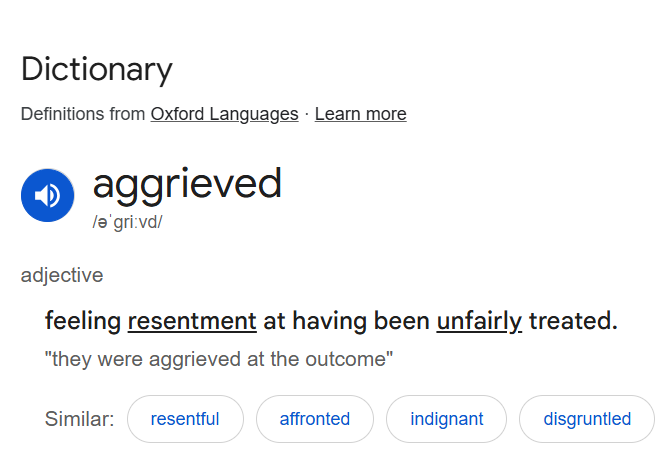 Dictionary
Definitions from Oxford Languages · Learn more
aggrieved
/əˈɡriːvd/
adjective
feeling resentment at having been unfairly treated.
"they were aggrieved at the outcome"
Similar: resentful affronted indignant disgruntled